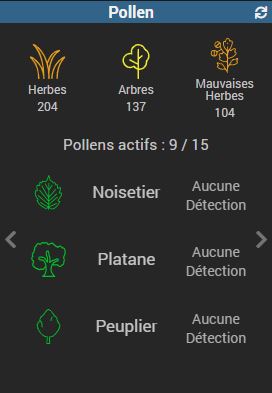 Pollen
Herbes
204
Arbres
137
Mauvaises
Herbes
104
Pollens actifs : 9 / 15
Noisetier
Aucune
Détection
Platane
Aucune
Détection
Peuplier
Aucune
Détection